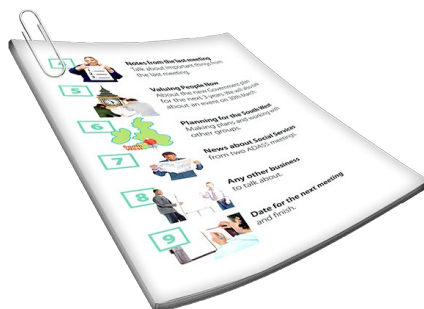 4
Notes from the last meeting
Talk about important things from
the last meeting.
5
Valuing People Now
About the new Government plan
for the next 3-years. We will also talk
about an event on 30th March
6
Planning for the South West
Making plans and working with
other groups.
7
News about Social Services
from two ADASS meetings
8
Any other business
to talk about.
9
Date for the next meeting
and finish.